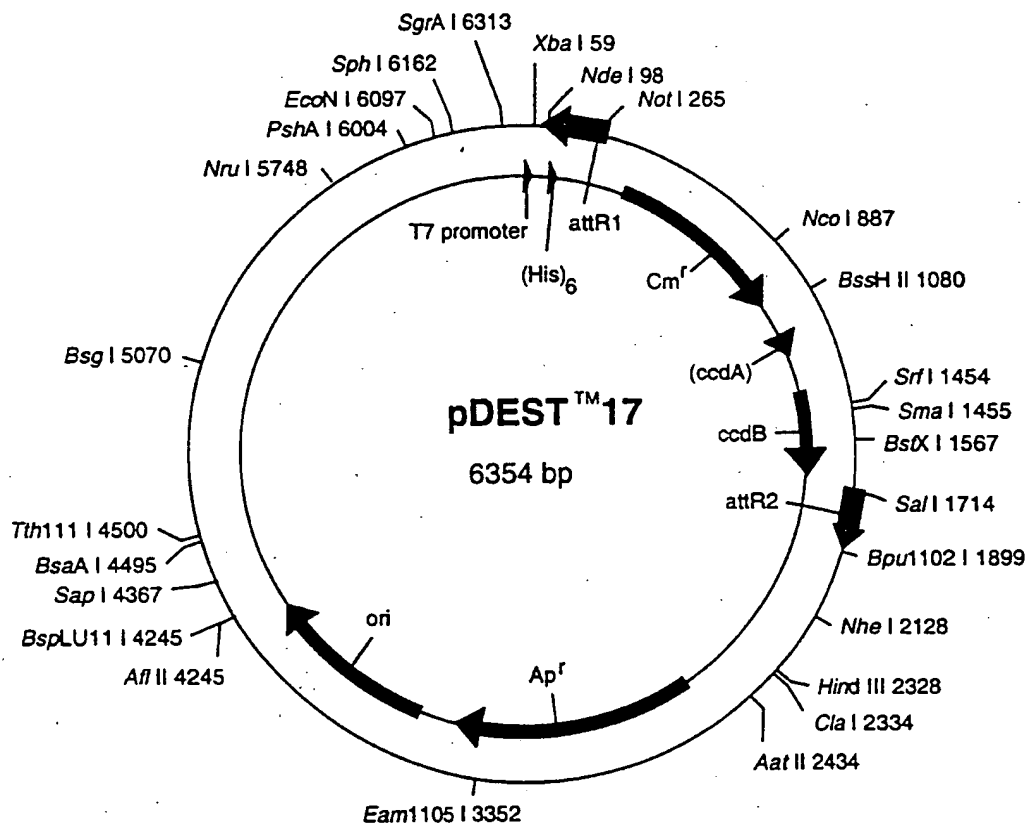 SgrA I 6313
Xba I 59
Sph I 6162
Nde I 98
EcoN I 6097
Not I 265
PshA I 6004
Nru I 5748
T7 promoter
attR1
Nco I 887
(His)6
Cmr
BssH II 1080
Bsg I 5070
(ccdA)
Srf I 1454
pDEST™17
Sma I 1455
ccdB
BstX I 1567
6354 bp
attR2
Sal I 1714
Tth111 I 4500
BsaA I 4495
Bpu1102 I 1899
Sap I 4367
ori
Nhe I 2128
BspLU11 I 4245
Afl II 4245
Apr
Hind III 2328
Cla I 2334
Aat II 2434
Eam1105 I 3352